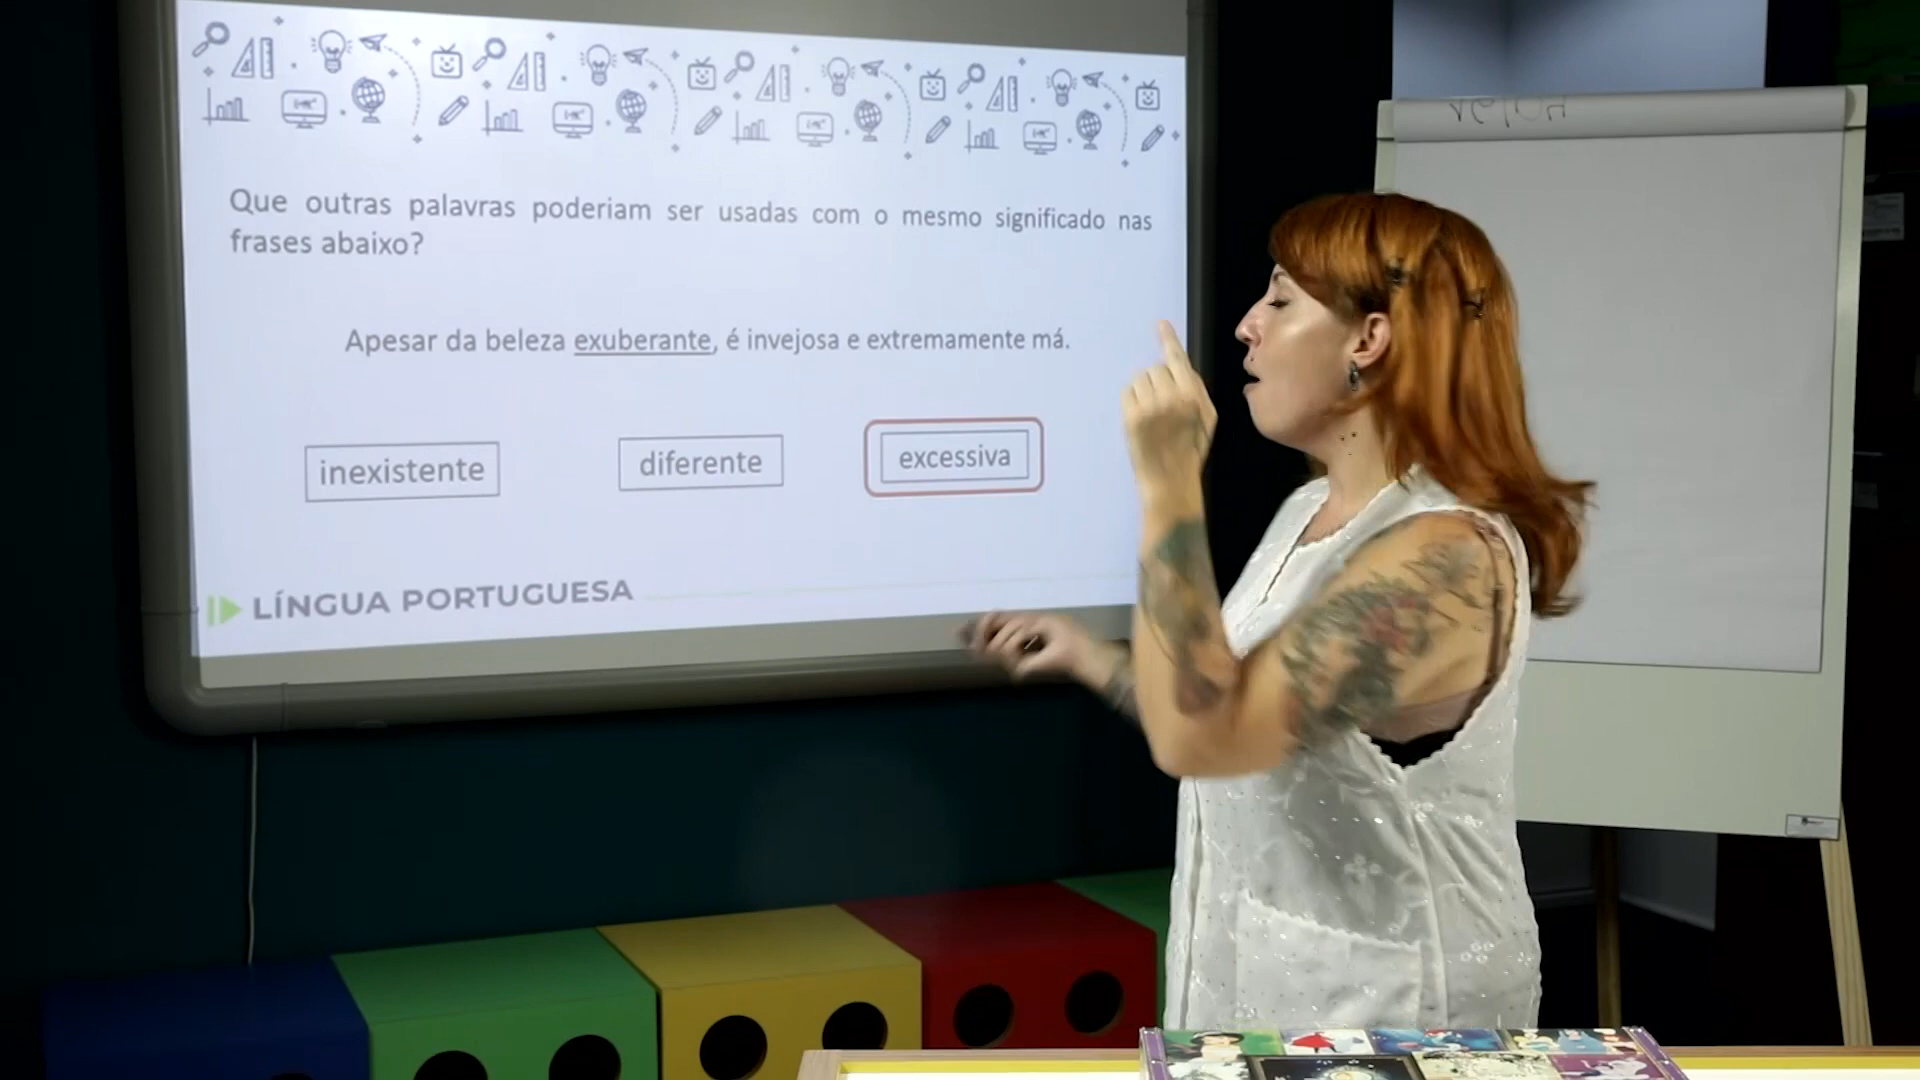 Que outras palavras poderiam ser usadas com o mesmo significado nas
frases abaixo?
Apesar da beleza exuberante, é invejosa e extremamente má.
inexistente
diferente
excessiva
LÍNGUA PORTUGUESA